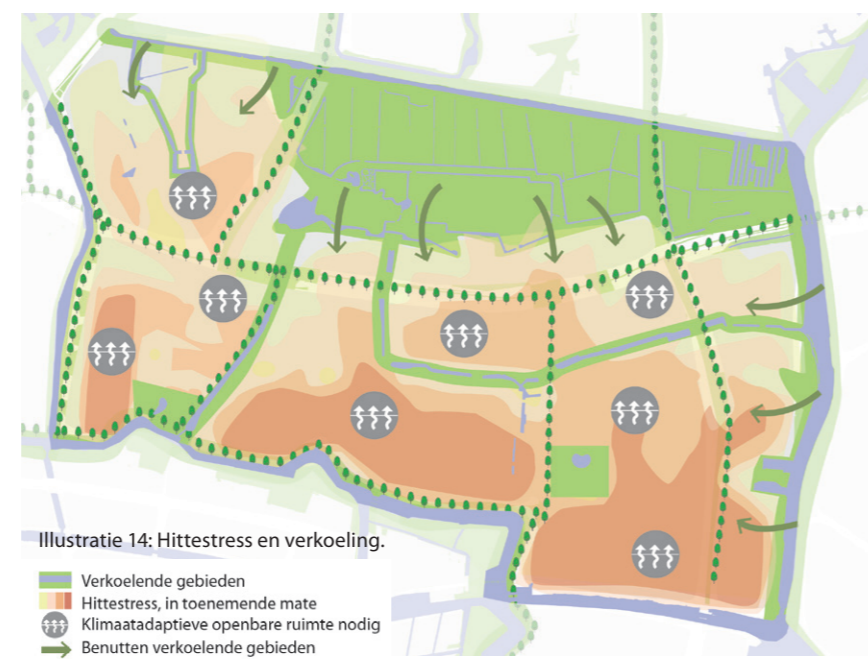 Illustratie 14: Hittestress en verkoeling.
Verkoelende gebieden
Hittestress, in toenemende mate
Klimaatadaptieve openbare ruimte nodig
Benutten verkoelende gebieden